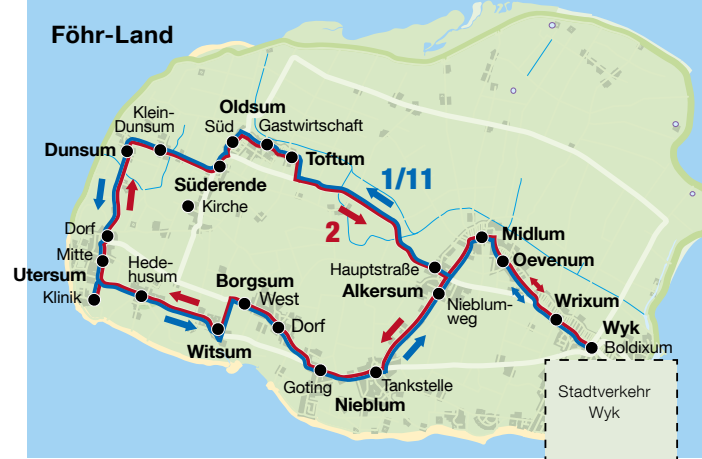 Föhr-Land
Oldsum
Klein-
Dunsum
Süd
Gastwirtschaft
Dunsum
Toftum
Süderende
Kirche
1/11
2
Dorf
Mitte
Utersum
Klinik
Hede-
husum
Borgsum
West
Dorf
Witsum
Midlum
Oevenum
Hauptstraße
Alkersum
Nieblum-
weg
Wrixum
Wyk
Boldixum
Goting
Tankstelle
Nieblum
Stadtverkehr
Wyk